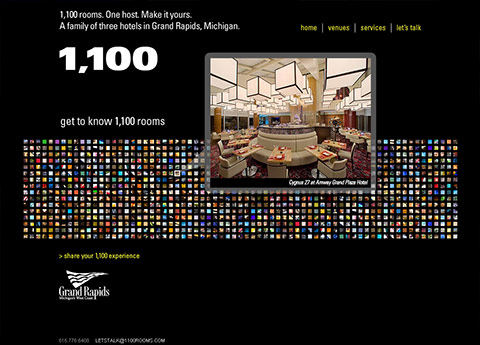 1,100 rooms. One host. Make it yours.
A family of three hotels in Grand Rapids, Michigan.
home | venues | services | let's talk
1,100
get to know 1,100 rooms
Cygnus 27 at Amway Grand Plaza Hotel
> share your 1,100 experience
Grand Rapids
Michigan's West Coast
616 776 6408 LETSTALK@1100ROOMS.COM